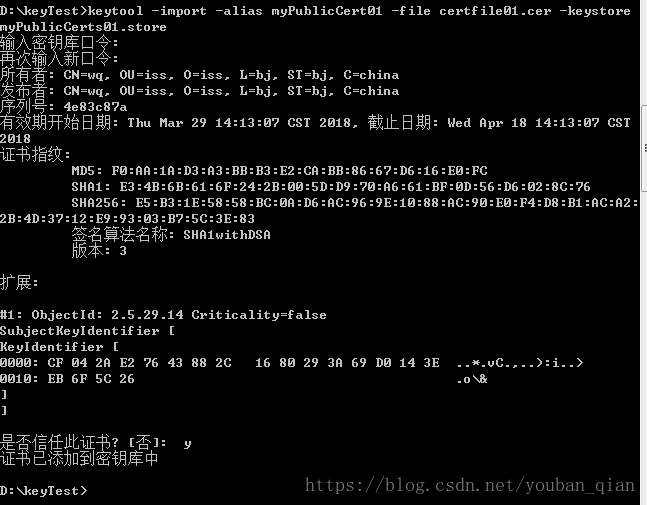 D:\keyTest>keytool -import -alias myPublicCert01 -file certfile01.cer -keystore
myPublicCerts01.store
输入密钥库口令:
再次输入新口令:
所有者: CN=wq, OU=iss, O=iss, L=bj, ST=bj, C=china
发布者: CN=wq, OU=iss, O=iss, L=bj, ST=bj, C=china
序列号: 4e83c87a
有效期开始日期: Thu Mar 29 14:13:07 CST 2018, 截止日期: Wed Apr 18 14:13:07 CST
2018
证书指纹:
MD5: F0:AA:1A:D3:A3:BB:B3:E2:CA:BB:86:67:D6:16:E0:FC
SHA1: E3:4B:6B:61:6F:24:2B:00:5D:D9:70:A6:61:BF:0D:56:D6:02:8C:76
SHA256: E5:B3:1E:58:58:BC:0A:D6:AC:96:9E:10:88:AC:90:E0:F4:D8:B1:AC:A2:
2B:4D:37:12:E9:93:03:B7:5C:3E:83
签名算法名称: SHA1withDSA
版本: 3
扩展:
#1: ObjectId: 2.5.29.14 Criticality=false
SubjectKeyIdentifier [
KeyIdentifier [
0000: CF 04 2A E2 76 43 88 2C   16 80 29 3A 69 D0 14 3E  ..*.vC.,..):i..>
0010: EB 6F 5C 26                                        .o\&
]
]
是否信任此证书? [否]:  y
证书已添加到密钥库中
D:\keyTest>
https://blog.csdn.net/youban_qian